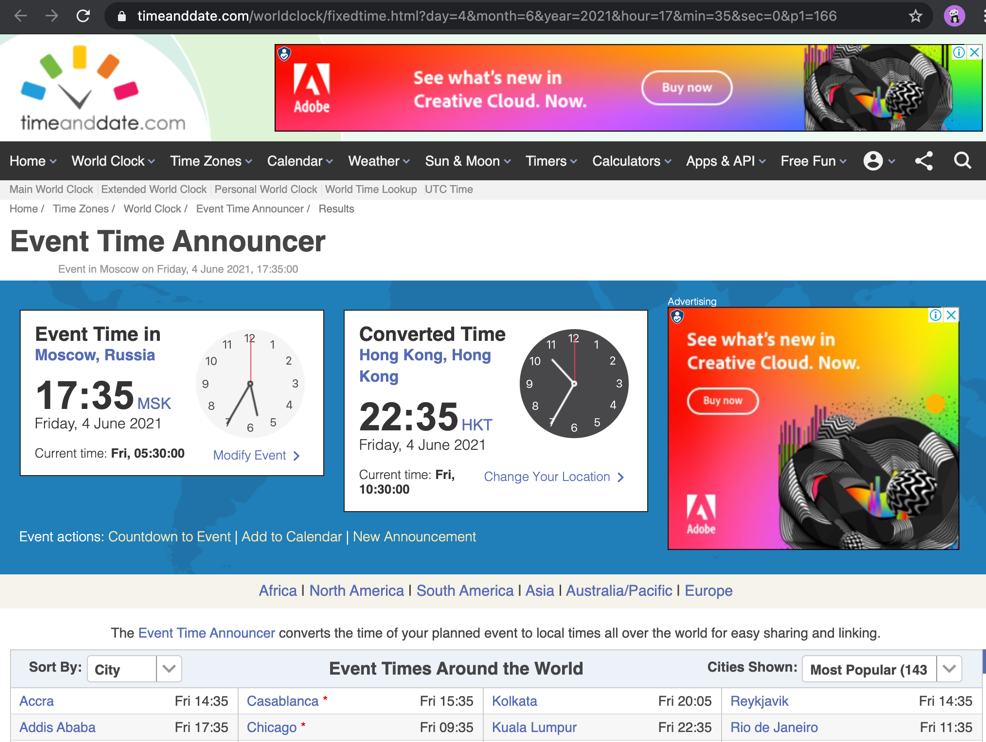 timeanddate.com/worldclock/fixedtime.html?day=4&month=6&year=2021&hour=17&min=35&sec=0&p1=166
timeanddate.com
Adobe
See what's new in
Creative Cloud. Now.
Buy now
Home World Clock Time Zones Calendar Weather Sun & Moon Timers Calculators Apps & API Free Fun
Main World Clock Extended World Clock Personal World Clock World Time Lookup UTC Time
Home / Time Zones / World Clock / Event Time Announcer / Results
Event Time Announcer
Event in Moscow on Friday, 4 June 2021, 17:35:00
Event Time in
Moscow, Russia
17:35 MSK
Friday, 4 June 2021
Current time: Fri, 05:30:00
Modify Event
12 1 2 3 4 5 6 7 8 9 10 11
Converted Time
Hong Kong, Hong
Kong
22:35 HKT
Friday, 4 June 2021
Current time: Fri,
10:30:00
Change Your Location
12 1 2 3 4 5 6 7 8 9 10 11
Advertising
See what's new in
Creative Cloud. Now.
Buy now
Adobe
Event actions: Countdown to Event | Add to Calendar | New Announcement
Africa | North America | South America | Asia | Australia/Pacific | Europe
The Event Time Announcer converts the time of your planned event to local times all over the world for easy sharing and linking.
Sort By: City Event Times Around the World Cities Shown: Most Popular (143
Accra Fri 14:35 Casablanca * Fri 15:35 Kolkata Fri 20:05 Reykjavik Fri 14:35
Addis Ababa Fri 17:35 Chicago * Fri 09:35 Kuala Lumpur Fri 22:35 Rio de Janeiro Fri 11:35